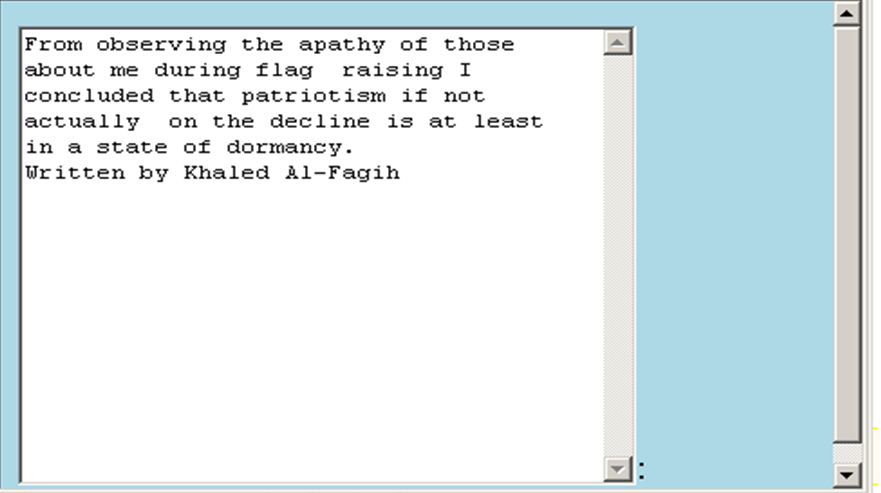 From observing the apathy of those
about me during flag  raising I
concluded that patriotism if not
actually  on the decline is at least
in a state of dormancy.
Written by Khaled Al-Fagih
: